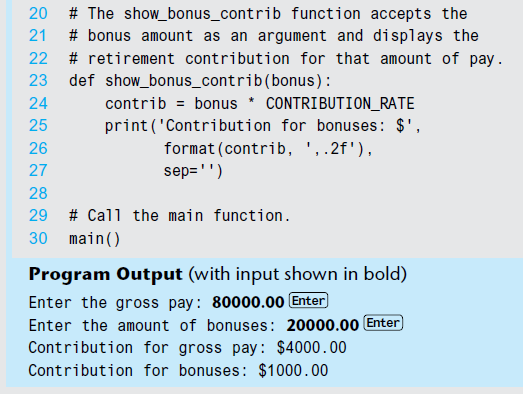 20 # The show_bonus_contrib function accepts the
21 # bonus amount as an argument and displays the
22 # retirement contribution for that amount of pay.
23 def show_bonus_contrib(bonus):
24     contrib = bonus * CONTRIBUTION_RATE
25     print('Contribution for bonuses: $',
26           format(contrib, ',.2f'),
27           sep='')
28
29 # Call the main function.
30 main()
Program Output (with input shown in bold)
Enter the gross pay: 80000.00 Enter
Enter the amount of bonuses: 20000.00 Enter
Contribution for gross pay: $4000.00
Contribution for bonuses: $1000.00